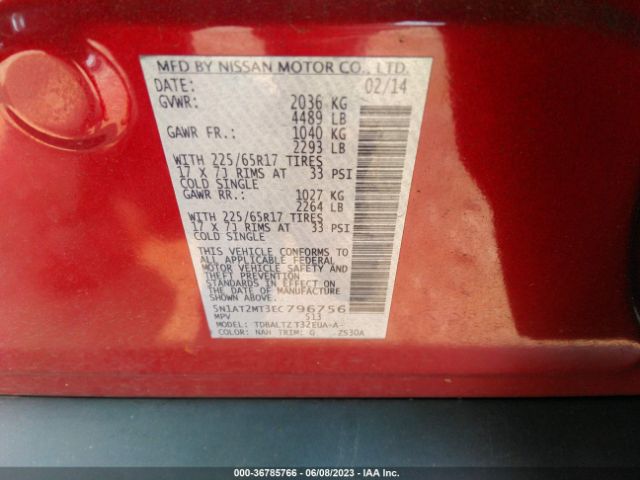 MFD BY NISSAN MOTOR CO., LTD.
DATE: 02/14
GVWR: 2036 KG
4489 LB
GAWR FR.: 1040 KG
2293 LB
WITH 225/65R17 TIRES
17 X 7J RIMS AT 33 PSI
COLD SINGLE
GAWR RR.: 1027 KG
2264 LB
WITH 225/65R17 TIRES
17 X 7J RIMS AT 33 PSI
COLD SINGLE
THIS VEHICLE CONFORMS TO
ALL APPLICABLE FEDERAL
MOTOR VEHICLE SAFETY AND
THEFT PREVENTION
STANDARDS IN EFFECT ON
THE DATE OF MANUFACTURE
SHOWN ABOVE.
5N1AT2MT3EC796756
MPV 513
MODEL: TDBALTZT32EUA-A-
COLOR: NAH TRIM: G ZS30A
000-36785766 - 06/08/2023 - IAA Inc.